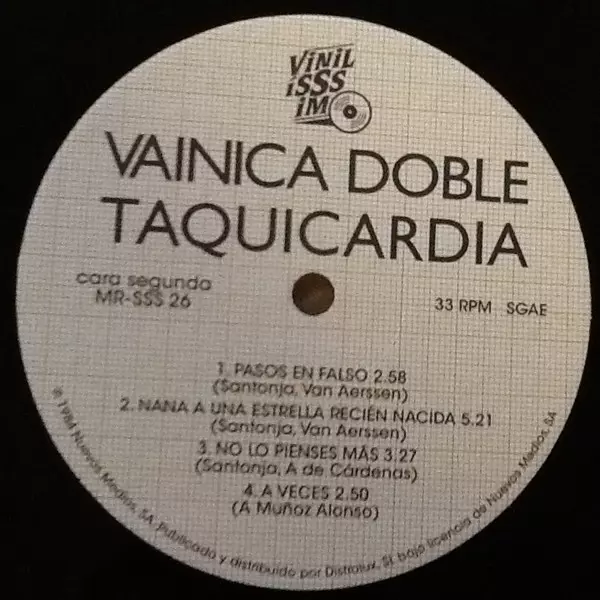 ViNiL
iSSS
iMO
VAINICA DOBLE
TAQUICARDIA
cara segunda
MR-SSS 26
33 RPM SGAE
1. PASOS EN FALSO 2.58
(Santonja, Van Aerssen)
2. NANA A UNA ESTRELLA RECIÉN NACIDA 5.21
(Santonja, Van Aerssen)
3. NO LO PIENSES MÁS 3.27
(Santonja, A de Cárdenas)
4. A VECES 2.50
(A Muñoz Alonso)
℗ 1984 Nuevos Medios, SA. Publicado y distribuido por Distrolux, SL bajo licencia de Nuevos Medios, SA